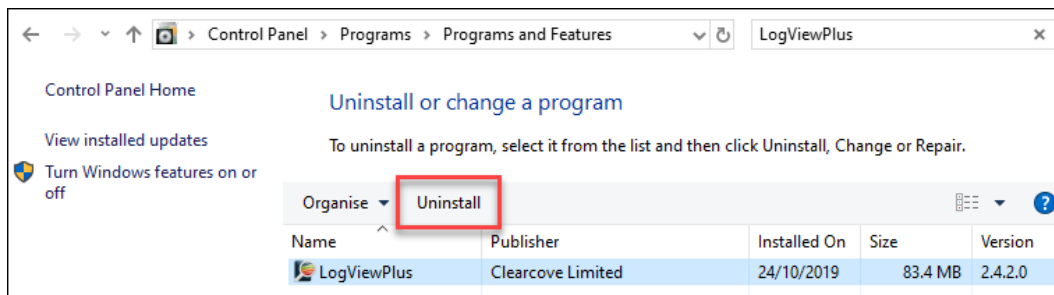 Control Panel > Programs > Programs and Features
LogViewPlus
Control Panel Home
Uninstall or change a program
View installed updates
To uninstall a program, select it from the list and then click Uninstall, Change or Repair.
Turn Windows features on or
off
Organise Uninstall
Name Publisher Installed On Size Version
LogViewPlus Clearcove Limited 24/10/2019 83.4 MB 2.4.2.0